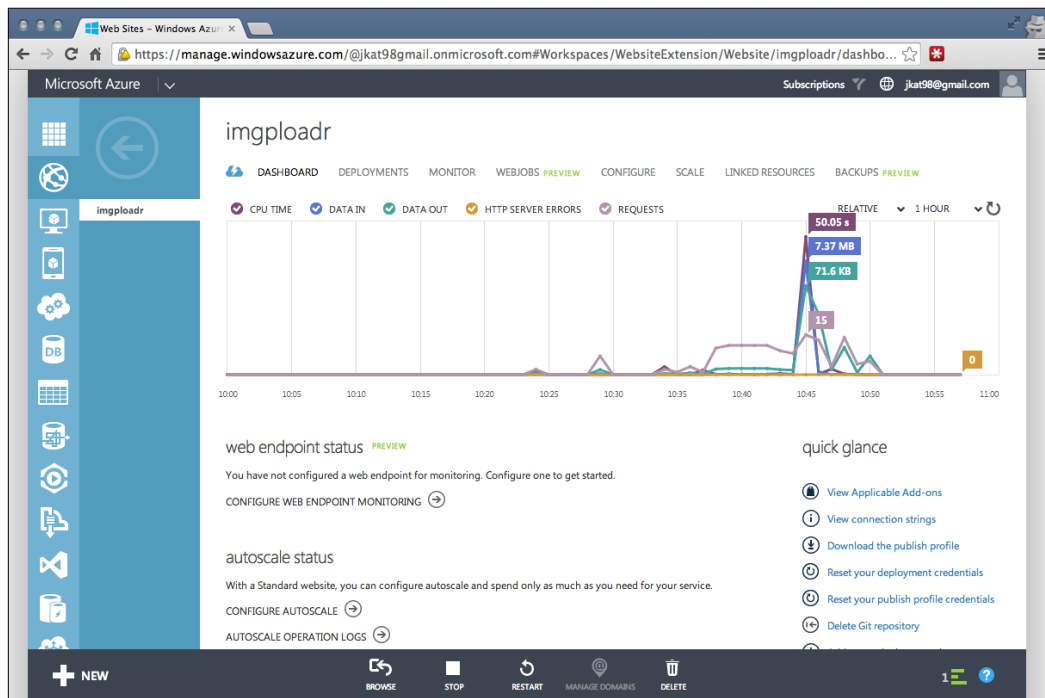 Web Sites – Windows Azur
https://manage.windowsazure.com/@jkat98gmail.onmicrosoft.com#Workspaces/WebsiteExtension/Website/imgploadr/dashbo...
Microsoft Azure
Subscriptions jkat98@gmail.com
imgploadr
imgploadr
DASHBOARD DEPLOYMENTS MONITOR WEBJOBS PREVIEW CONFIGURE SCALE LINKED RESOURCES BACKUPS PREVIEW
CPU TIME DATA IN DATA OUT HTTP SERVER ERRORS REQUESTS RELATIVE 1 HOUR
50.05 s
7.37 MB
71.6 KB
15
0
10:00 10:05 10:10 10:15 10:20 10:25 10:30 10:35 10:40 10:45 10:50 10:55 11:00
DB
web endpoint status PREVIEW
You have not configured a web endpoint for monitoring. Configure one to get started.
CONFIGURE WEB ENDPOINT MONITORING
autoscale status
With a Standard website, you can configure autoscale and spend only as much as you need for your service.
CONFIGURE AUTOSCALE
AUTOSCALE OPERATION LOGS
quick glance
View Applicable Add-ons
View connection strings
Download the publish profile
Reset your deployment credentials
Reset your publish profile credentials
Delete Git repository
NEW
BROWSE STOP RESTART MANAGE DOMAINS DELETE
1 ?